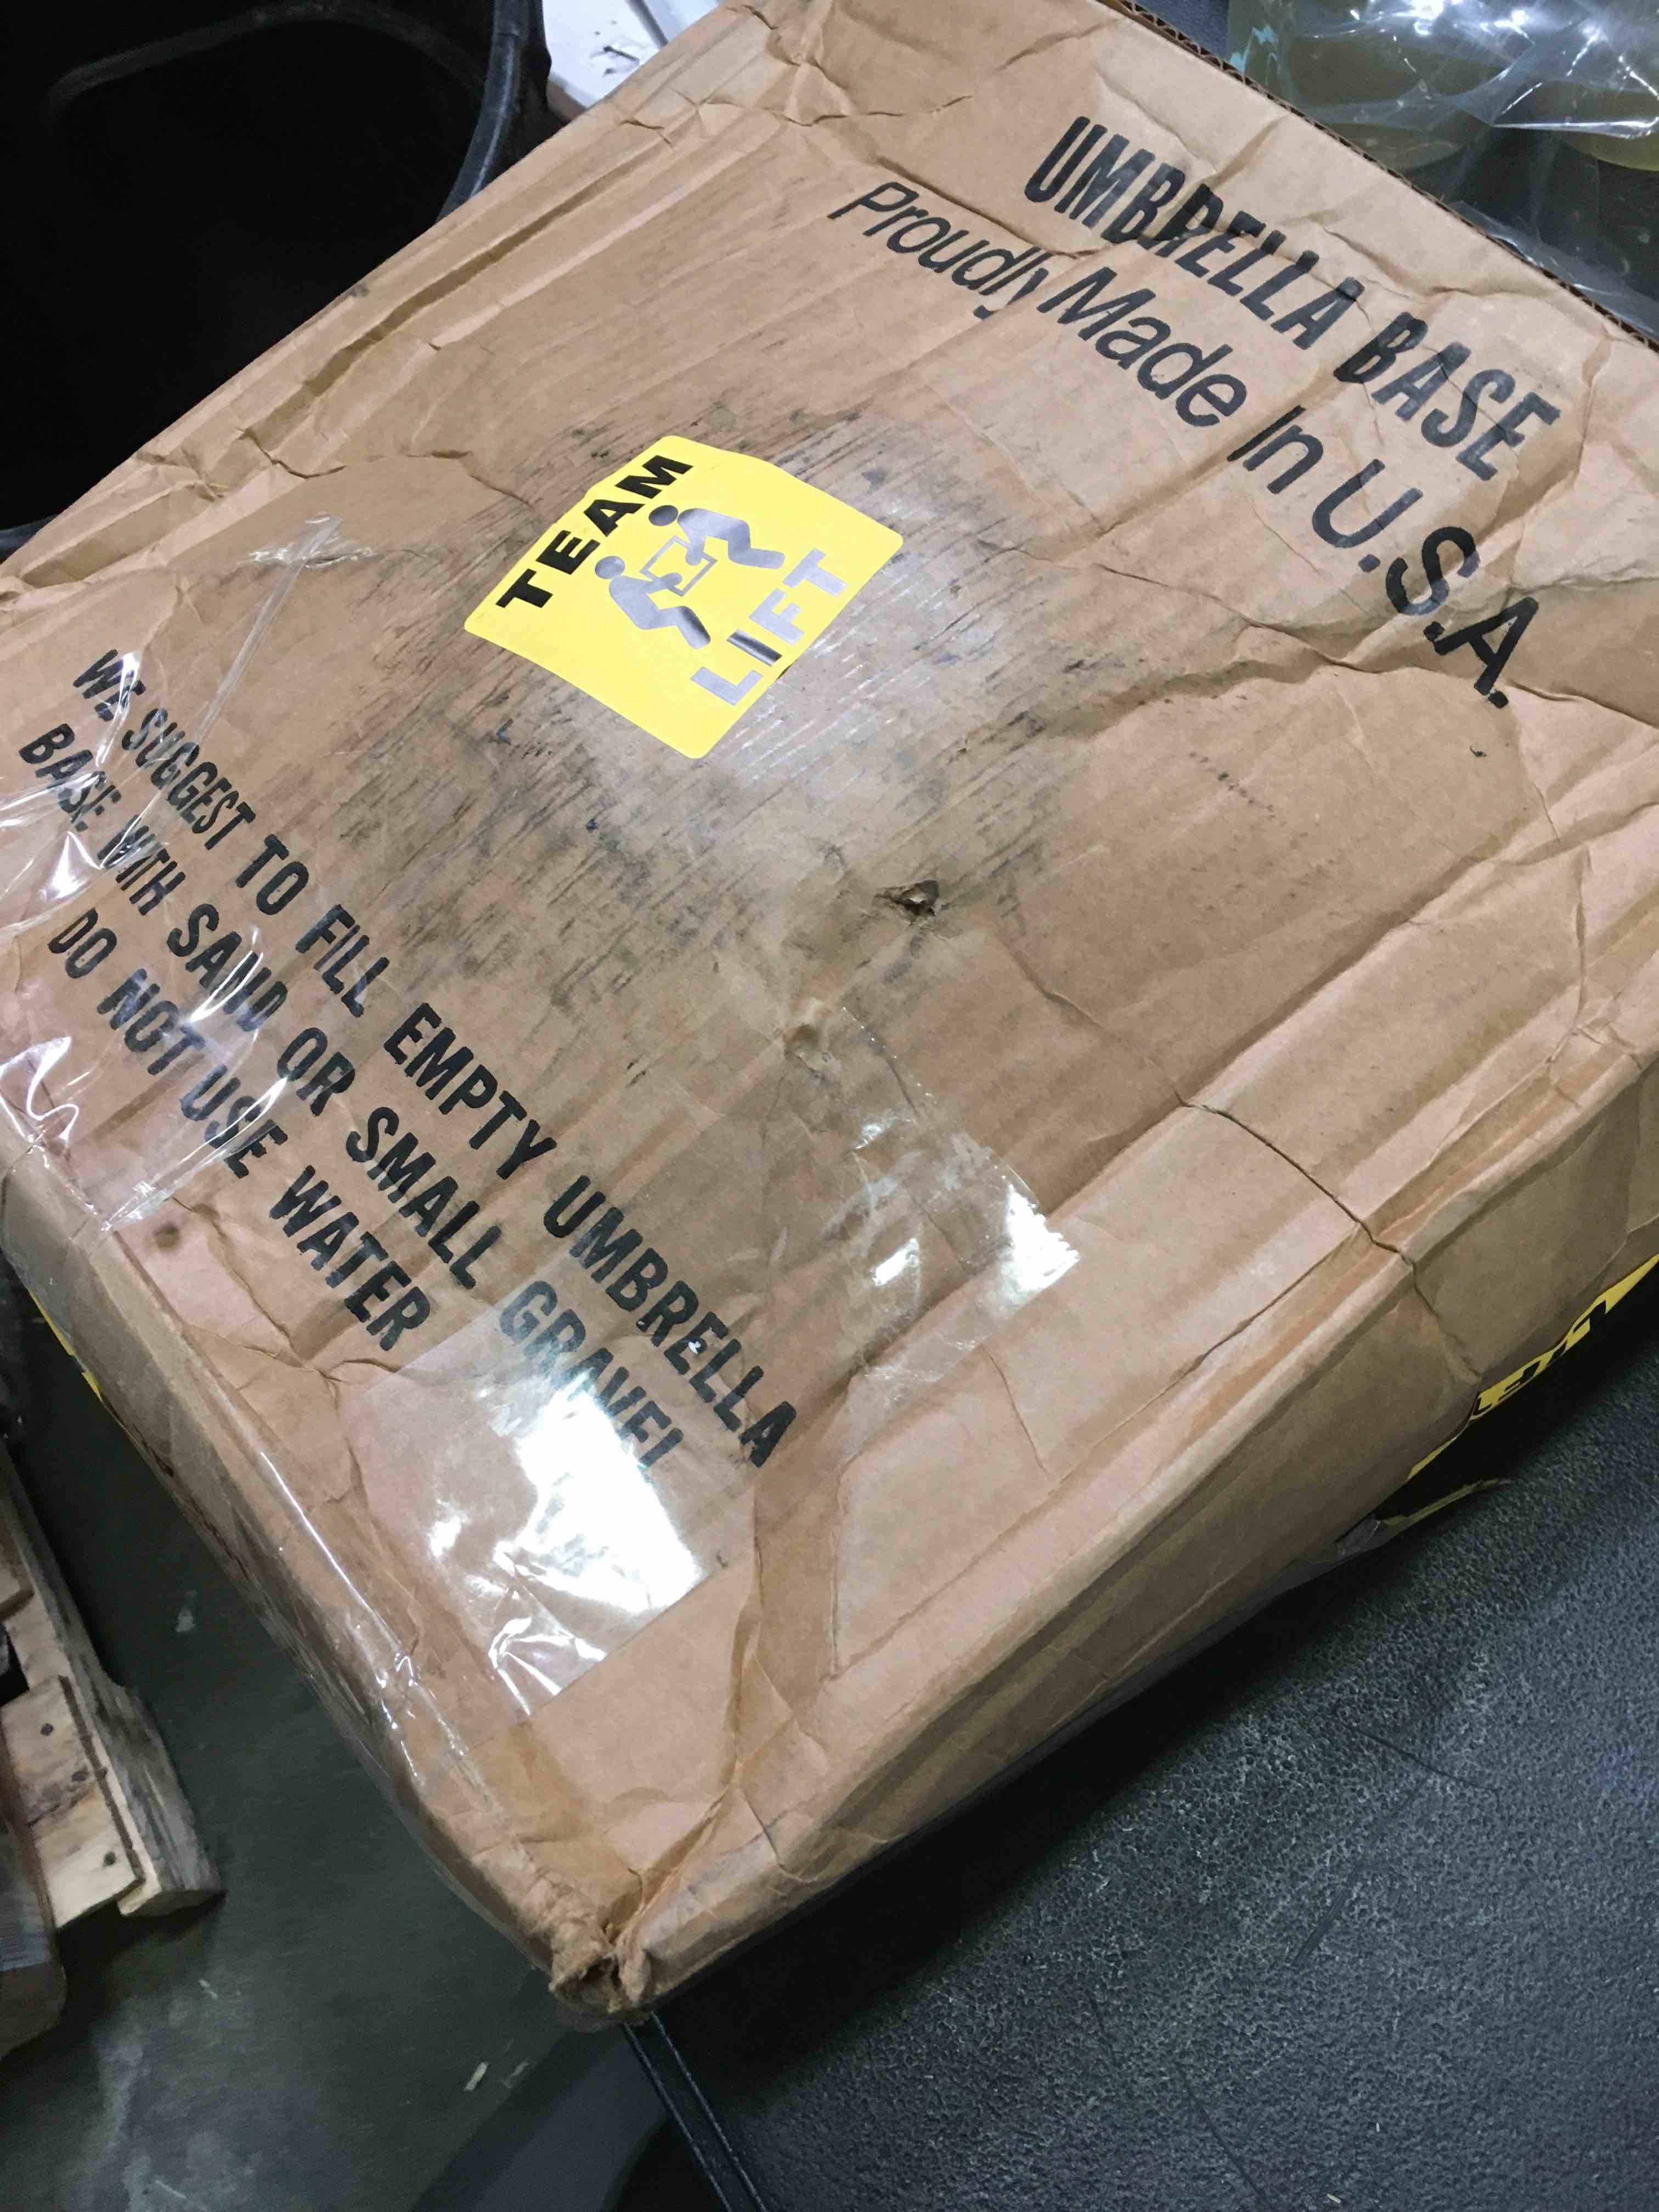 UMBRELLA BASE
Proudly Made In U.S.A.
TEAM
LIFT
WE SUGGEST TO FILL EMPTY UMBRELLA
BASE WITH SAND OR SMALL GRAVEL
DO NOT USE WATER